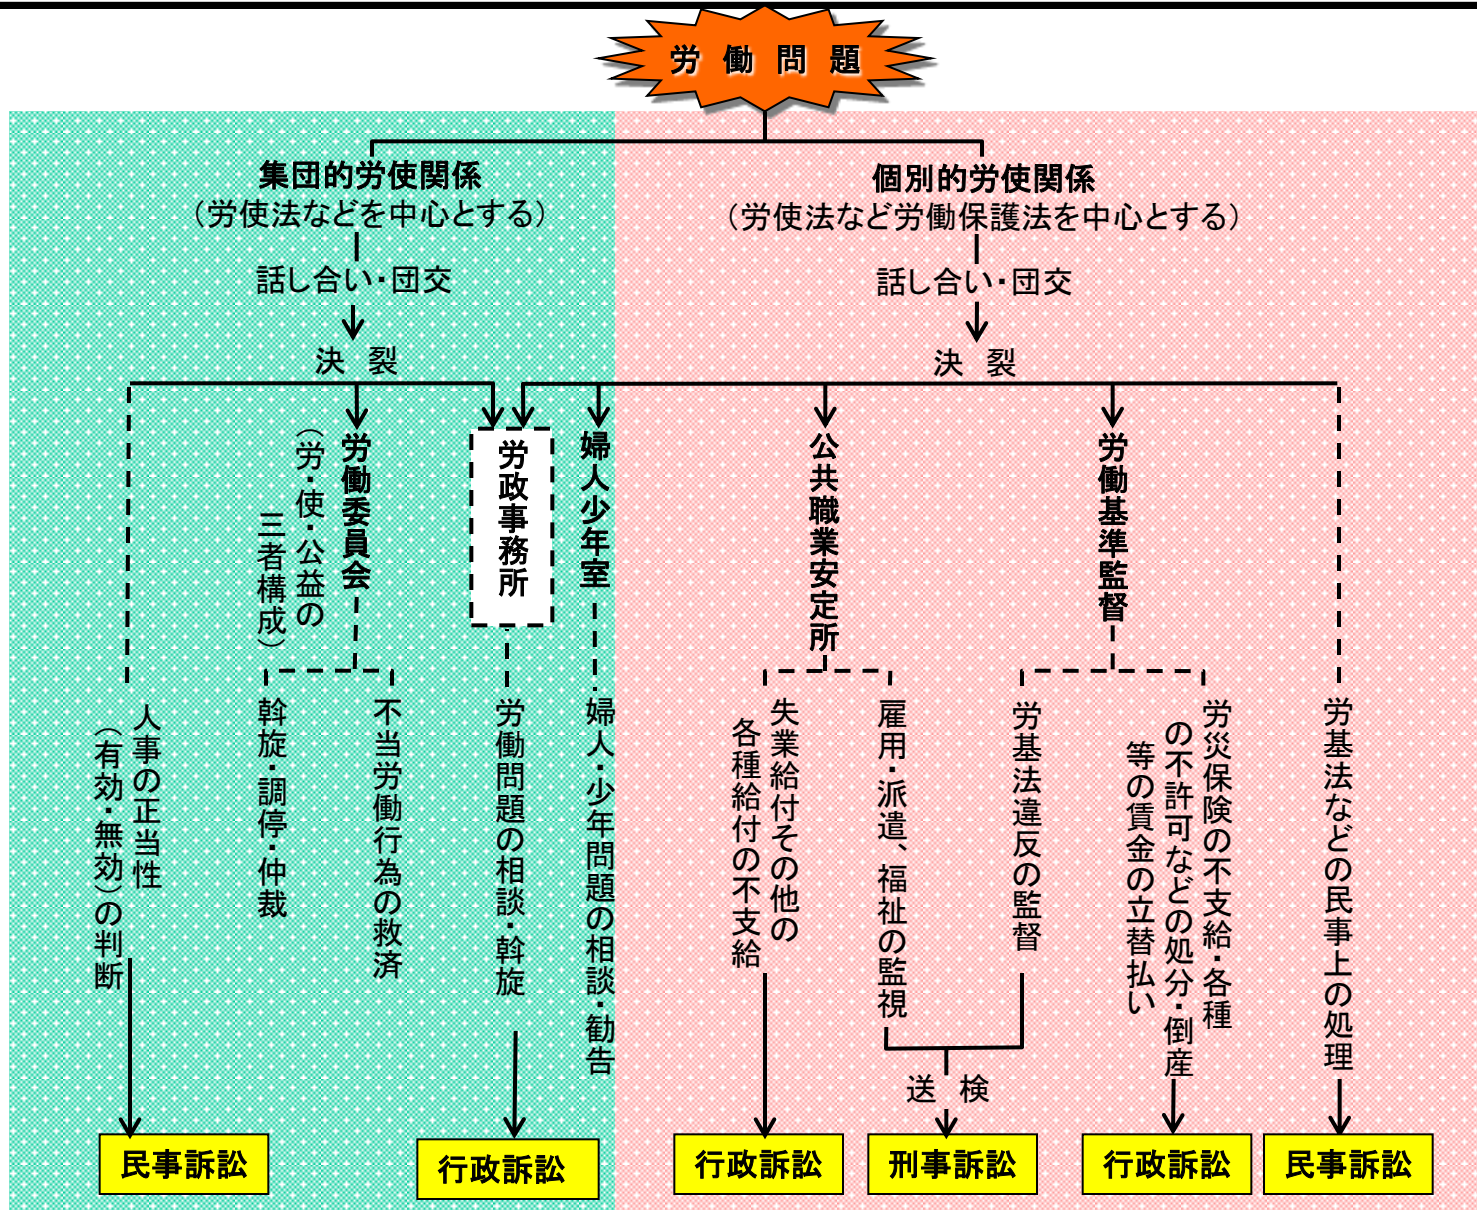 労働問題
集団的労使関係
（労使法などを中心とする）
話し合い・団交
決裂
個別的労使関係
（労使法など労働保護法を中心とする）
話し合い・団交
決裂
労働委員会
（労・使・公益の
三者構成）
労政事務所
婦人少年室
公共職業安定所
労働基準監督
人事の正当性
（有効・無効）の判断
斡旋・調停・仲裁
不当労働行為の救済
労働問題の相談・斡旋
婦人・少年問題の相談・勧告
失業給付その他の
各種給付の不支給
雇用・派遣、福祉の監視
労基法違反の監督
労災保険の不支給・各種
の不許可などの処分・倒産
等の賃金の立替払い
労基法などの民事上の処理
送検
民事訴訟
行政訴訟
行政訴訟
刑事訴訟
行政訴訟
民事訴訟